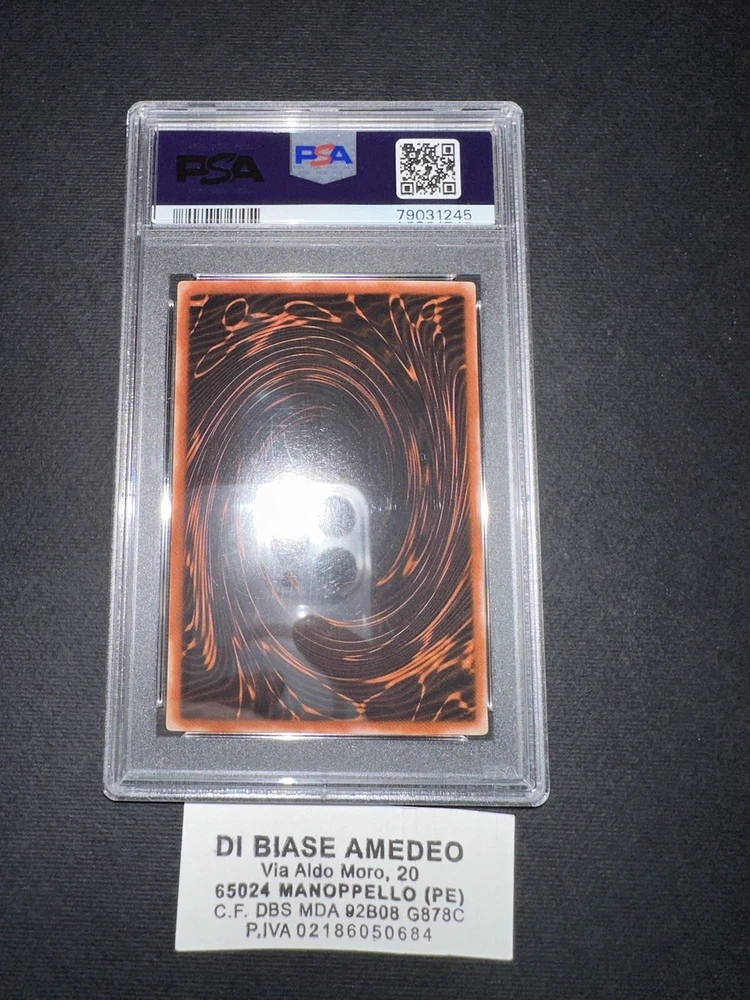 PSA
PSA
79031245
DI BIASE AMEDEO
Via Aldo Moro, 20
65024 MANOPPELLO (PE)
C.F. DBS MDA 92B08 G878C
P.IVA 02186050684